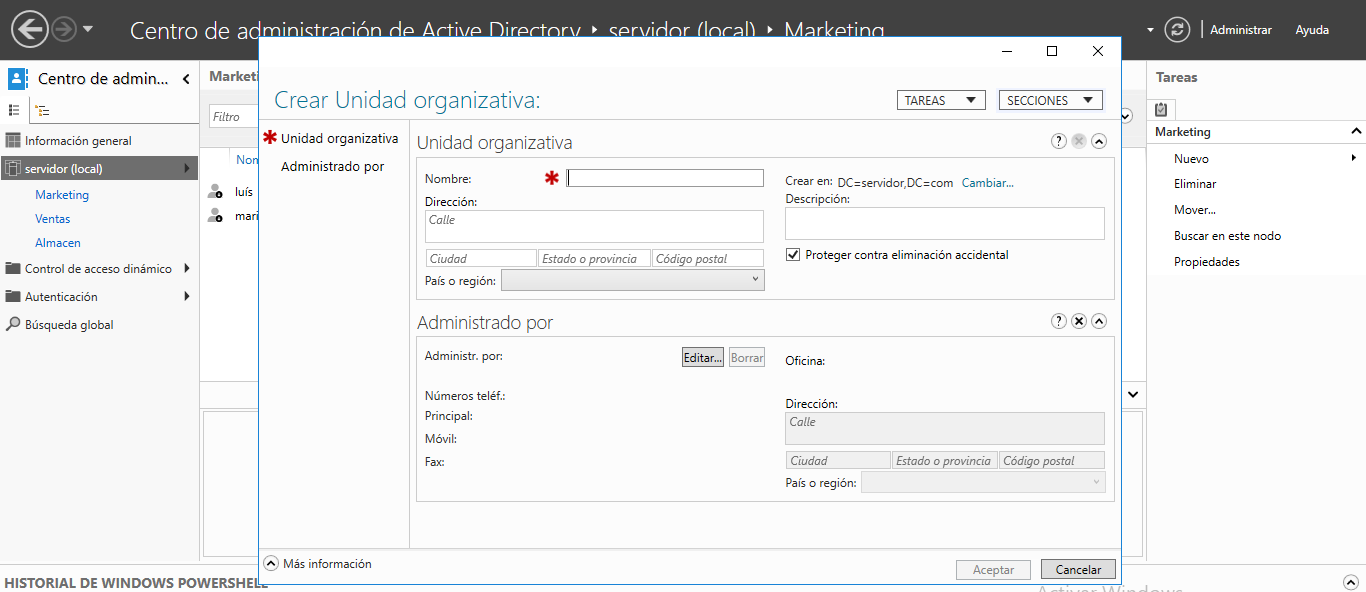 Centro de administración de Active Directory ‣ servidor (local) ‣ Marketing
Administrar
Ayuda
Centro de admin...
Información general
servidor (local)
Marketing
Ventas
Almacen
Control de acceso dinámico
Autenticación
Búsqueda global
Filtro
luís
Crear Unidad organizativa:
TAREAS
SECCIONES
Unidad organizativa
Administrado por
Unidad organizativa
Nombre:
Crear en: DC=servidor,DC=com Cambiar...
Dirección:
Descripción:
Calle
Ciudad
Estado o provincia
Código postal
Proteger contra eliminación accidental
País o región:
Administrado por
Administr. por:
Editar...
Borrar
Oficina:
Números teléf.:
Principal:
Móvil:
Fax:
Dirección:
Calle
Ciudad
Estado o provincia
Código postal
País o región:
Más información
Aceptar
Cancelar
Tareas
Marketing
Nuevo
Eliminar
Mover...
Buscar en este nodo
Propiedades
HISTORIAL DE WINDOWS POWERSHELL